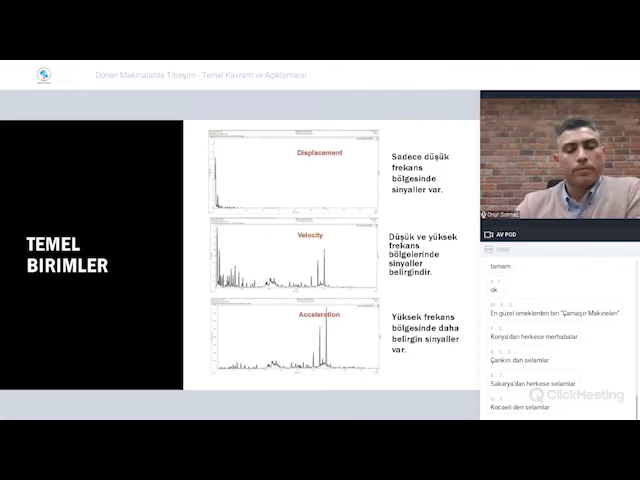 Dönen Makinalarda Titreşim - Temel Kavram ve Açıklamalar
TEMEL
BIRIMLER
Displacement
Sadece düşük
frekans
bölgesinde
sinyaller var.
Velocity
Düşük ve yüksek
frekans
bölgelerinde
sinyaller
belirgindir.
Acceleration
Yüksek frekans
bölgesinde daha
belirgin sinyaller
var.
Onur Solmaz
AV POD
CHAT
tamam
ok
En güzel örneklerden biri "Çamaşır Makineleri"
Konya'dan herkese merhabalar
Çankırı dan selamlar
Sakarya'dan herkese selamlar
Kocaeli den selamlar
ClickMeeting